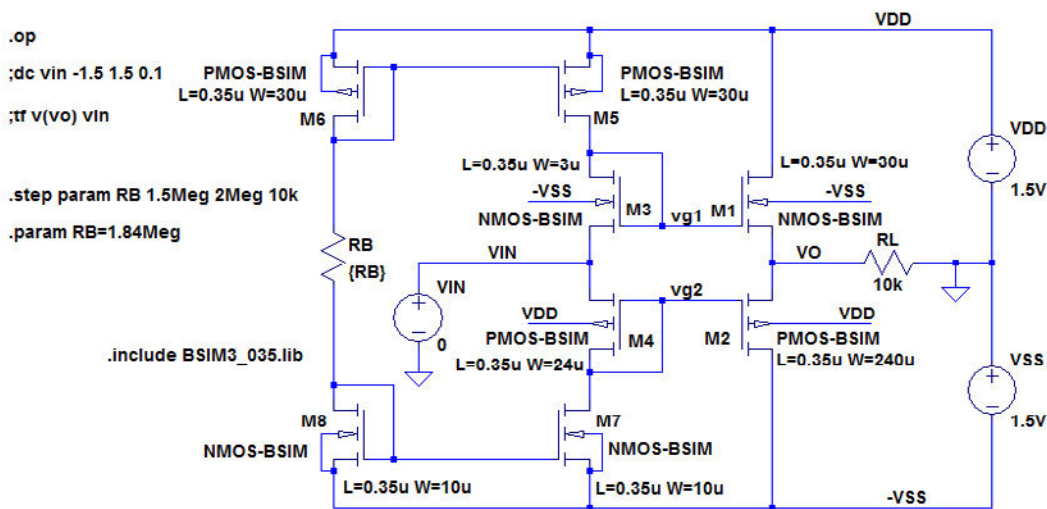 .op
;dc vin -1.5 1.5 0.1
;tf v(vo) vin
.step param RB 1.5Meg 2Meg 10k
.param RB=1.84Meg
.include BSIM3_035.lib
VDD
PMOS-BSIM
L=0.35u W=30u
M6
PMOS-BSIM
L=0.35u W=30u
M5
VDD
1.5V
L=0.35u W=3u
-VSS
M3
NMOS-BSIM
vg1
L=0.35u W=30u
M1
-VSS
NMOS-BSIM
RB
{RB}
VIN
VIN
0
VO
RL
10k
vg2
VDD
PMOS-BSIM
M4
L=0.35u W=24u
VDD
PMOS-BSIM
M2
L=0.35u W=240u
VSS
1.5V
M8
NMOS-BSIM
L=0.35u W=10u
M7
NMOS-BSIM
L=0.35u W=10u
-VSS